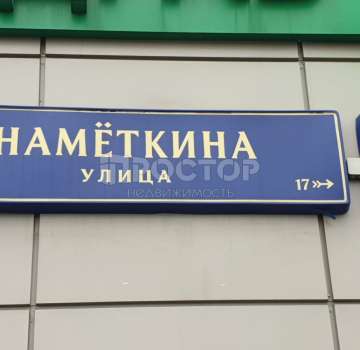 НАМЁТКИНА
УЛИЦА
17
ПРОСТОР
недвижимость